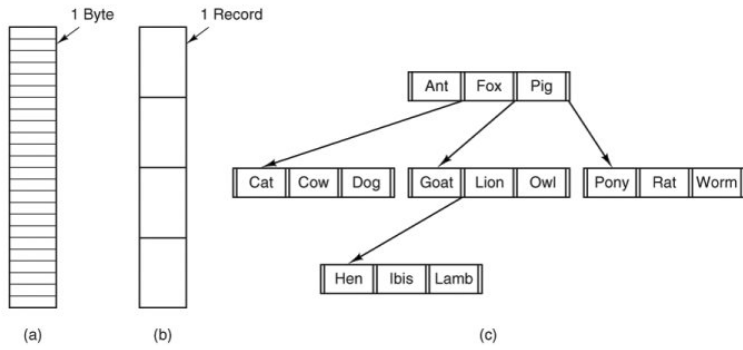 1 Byte
1 Record
Ant Fox Pig
Cat Cow Dog
Goat Lion Owl
Pony Rat Worm
Hen Ibis Lamb
(a)
(b)
(c)